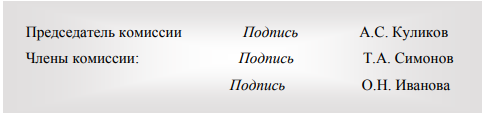 Председатель комиссии Подпись А.С. Куликов
Члены комиссии: Подпись Т.А. Симонов
Подпись О.Н. Иванова